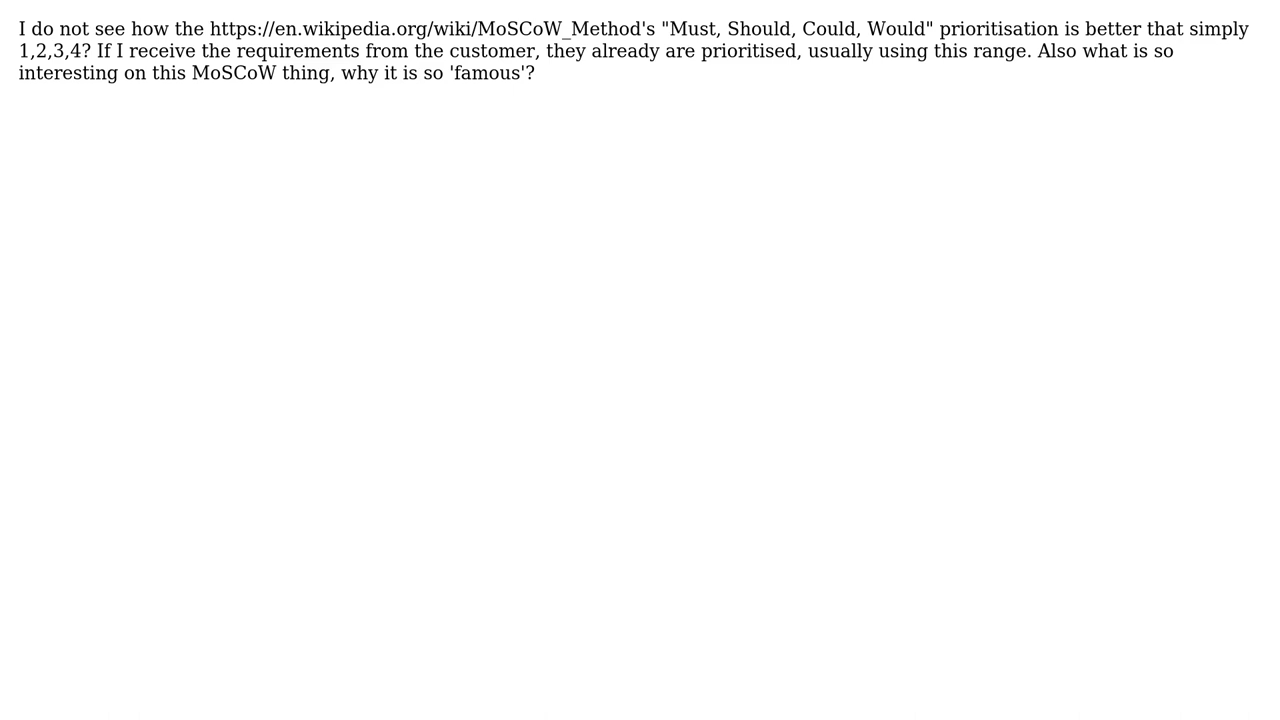 I do not see how the https://en.wikipedia.org/wiki/MoSCoW_Method's "Must, Should, Could, Would" prioritisation is better that simply
1,2,3,4? If I receive the requirements from the customer, they already are prioritised, usually using this range. Also what is so
interesting on this MoSCoW thing, why it is so 'famous'?